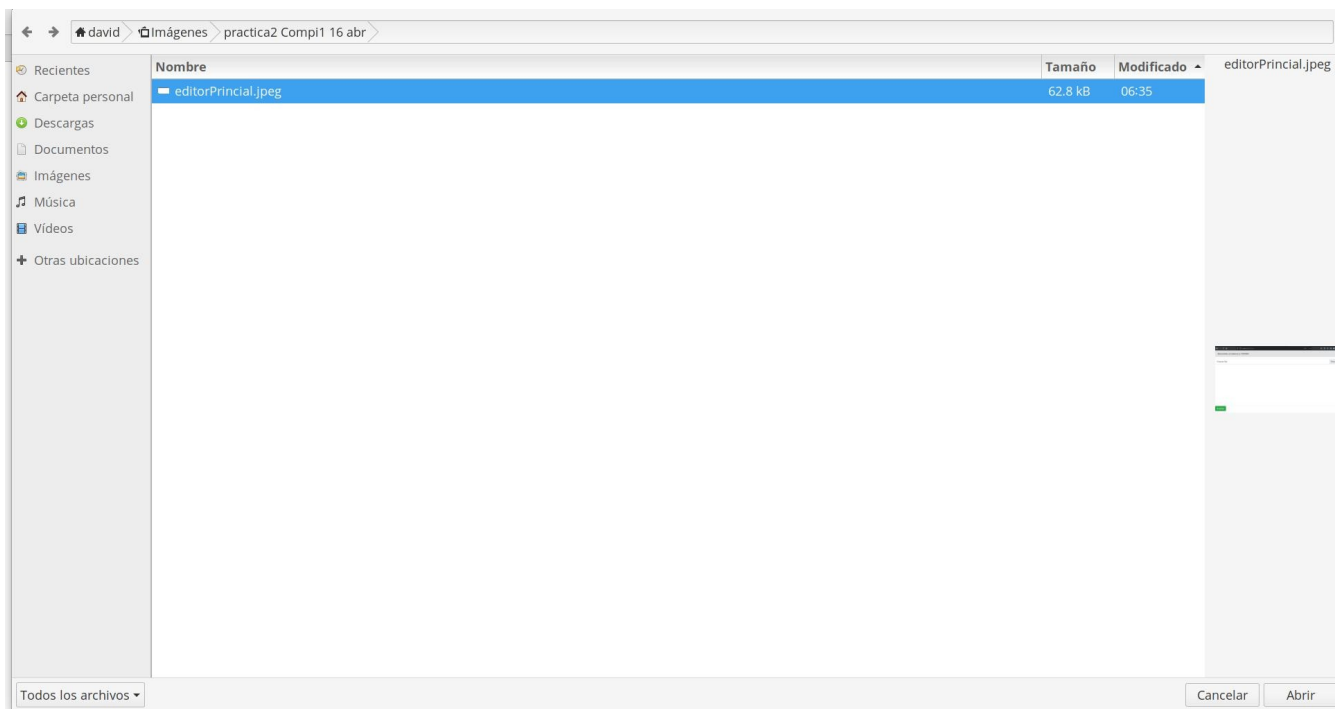 david Imágenes practica2 Compi1 16 abr
Recientes
Carpeta personal
Descargas
Documentos
Imágenes
Música
Vídeos
Otras ubicaciones
Nombre Tamaño Modificado
editorPrincial.jpeg 62.8 kB 06:35
editorPrincial.jpeg
Todos los archivos
Cancelar Abrir